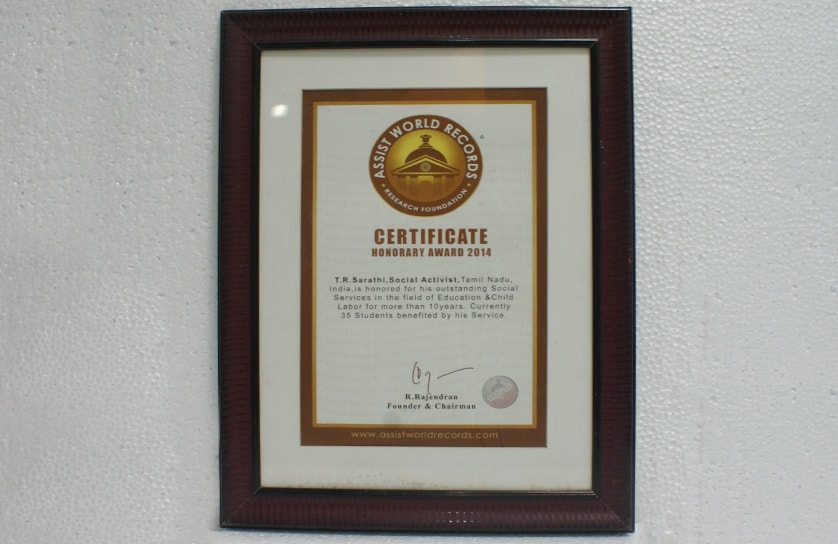 ASSIST WORLD RECORDS
RESEARCH FOUNDATION
CERTIFICATE
HONORARY AWARD 2014
T.R.Sarathi,Social Activist,Tamil Nadu,
India,is honored for his outstanding Social
Services in the field of Education &Child
Labor for more than 10years. Currently
35 Students benefited by his Service.
R.Rajendran
Founder & Chairman
www.assistworldrecords.com